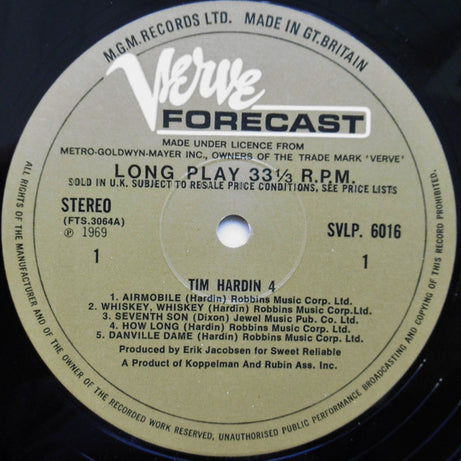 M.G.M. RECORDS LTD. MADE IN GT. BRITAIN
Verve
FORECAST
MADE UNDER LICENCE FROM
METRO-GOLDWYN-MAYER INC., OWNERS OF THE TRADE MARK 'VERVE'
LONG PLAY 33 1/3 R.P.M.
SOLD IN U.K. SUBJECT TO RESALE PRICE CONDITIONS, SEE PRICE LISTS
STEREO
(FTS.3064A)
SVLP. 6016
℗ 1969
1
1
TIM HARDIN 4
1. AIRMOBILE (Hardin) Robbins Music Corp. Ltd.
2. WHISKEY, WHISKEY (Hardin) Robbins Music Corp. Ltd.
3. SEVENTH SON (Dixon) Jewel Music Pub. Co. Ltd.
4. HOW LONG (Hardin) Robbins Music Corp. Ltd.
5. DANVILLE DAME (Hardin) Robbins Music Corp. Ltd.
Produced by Erik Jacobsen for Sweet Reliable
A Product of Koppelman and Rubin Ass. Inc.
ALL RIGHTS OF THE MANUFACTURER AND OF THE OWNER OF THE RECORDED WORK RESERVED, UNAUTHORISED PUBLIC PERFORMANCE BROADCASTING AND COPYING OF THIS RECORD PROHIBITED.